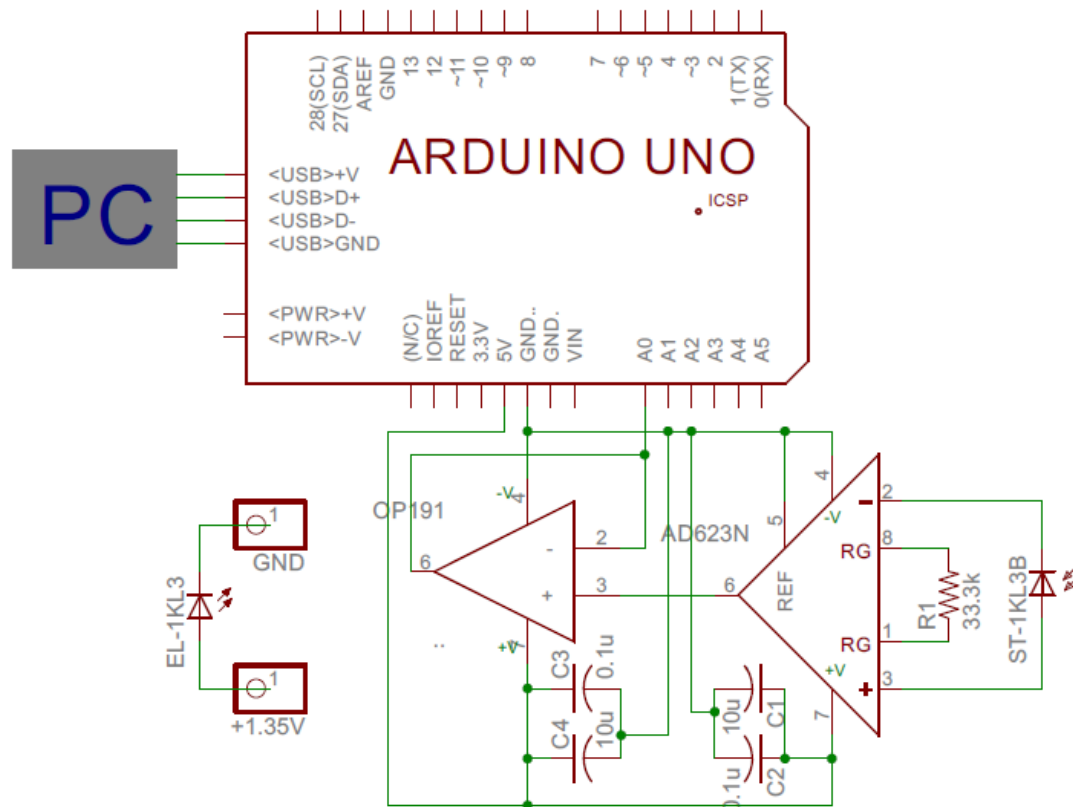 28(SCL)
27(SDA)
AREF
GND
13
12
~11
~10
~9
8
7
~6
~5
4
~3
2
1(TX)
0(RX)
ARDUINO UNO
ICSP
PC
<USB>+V
<USB>D+
<USB>D-
<USB>GND
<PWR>+V
<PWR>-V
(N/C)
IOREF
RESET
3.3V
5V
GND..
GND.
VIN
A0
A1
A2
A3
A4
A5
OP191
-V
4
6
2
-
3
+
+V
7
..
AD623N
6
5
REF
4
-V
2
-
8
RG
1
RG
3
+
+V
7
R1
33.3k
ST-1KL3B
EL-1KL3
1
GND
1
+1.35V
C3
0.1u
C4
10u
10u
C1
0.1u
C2